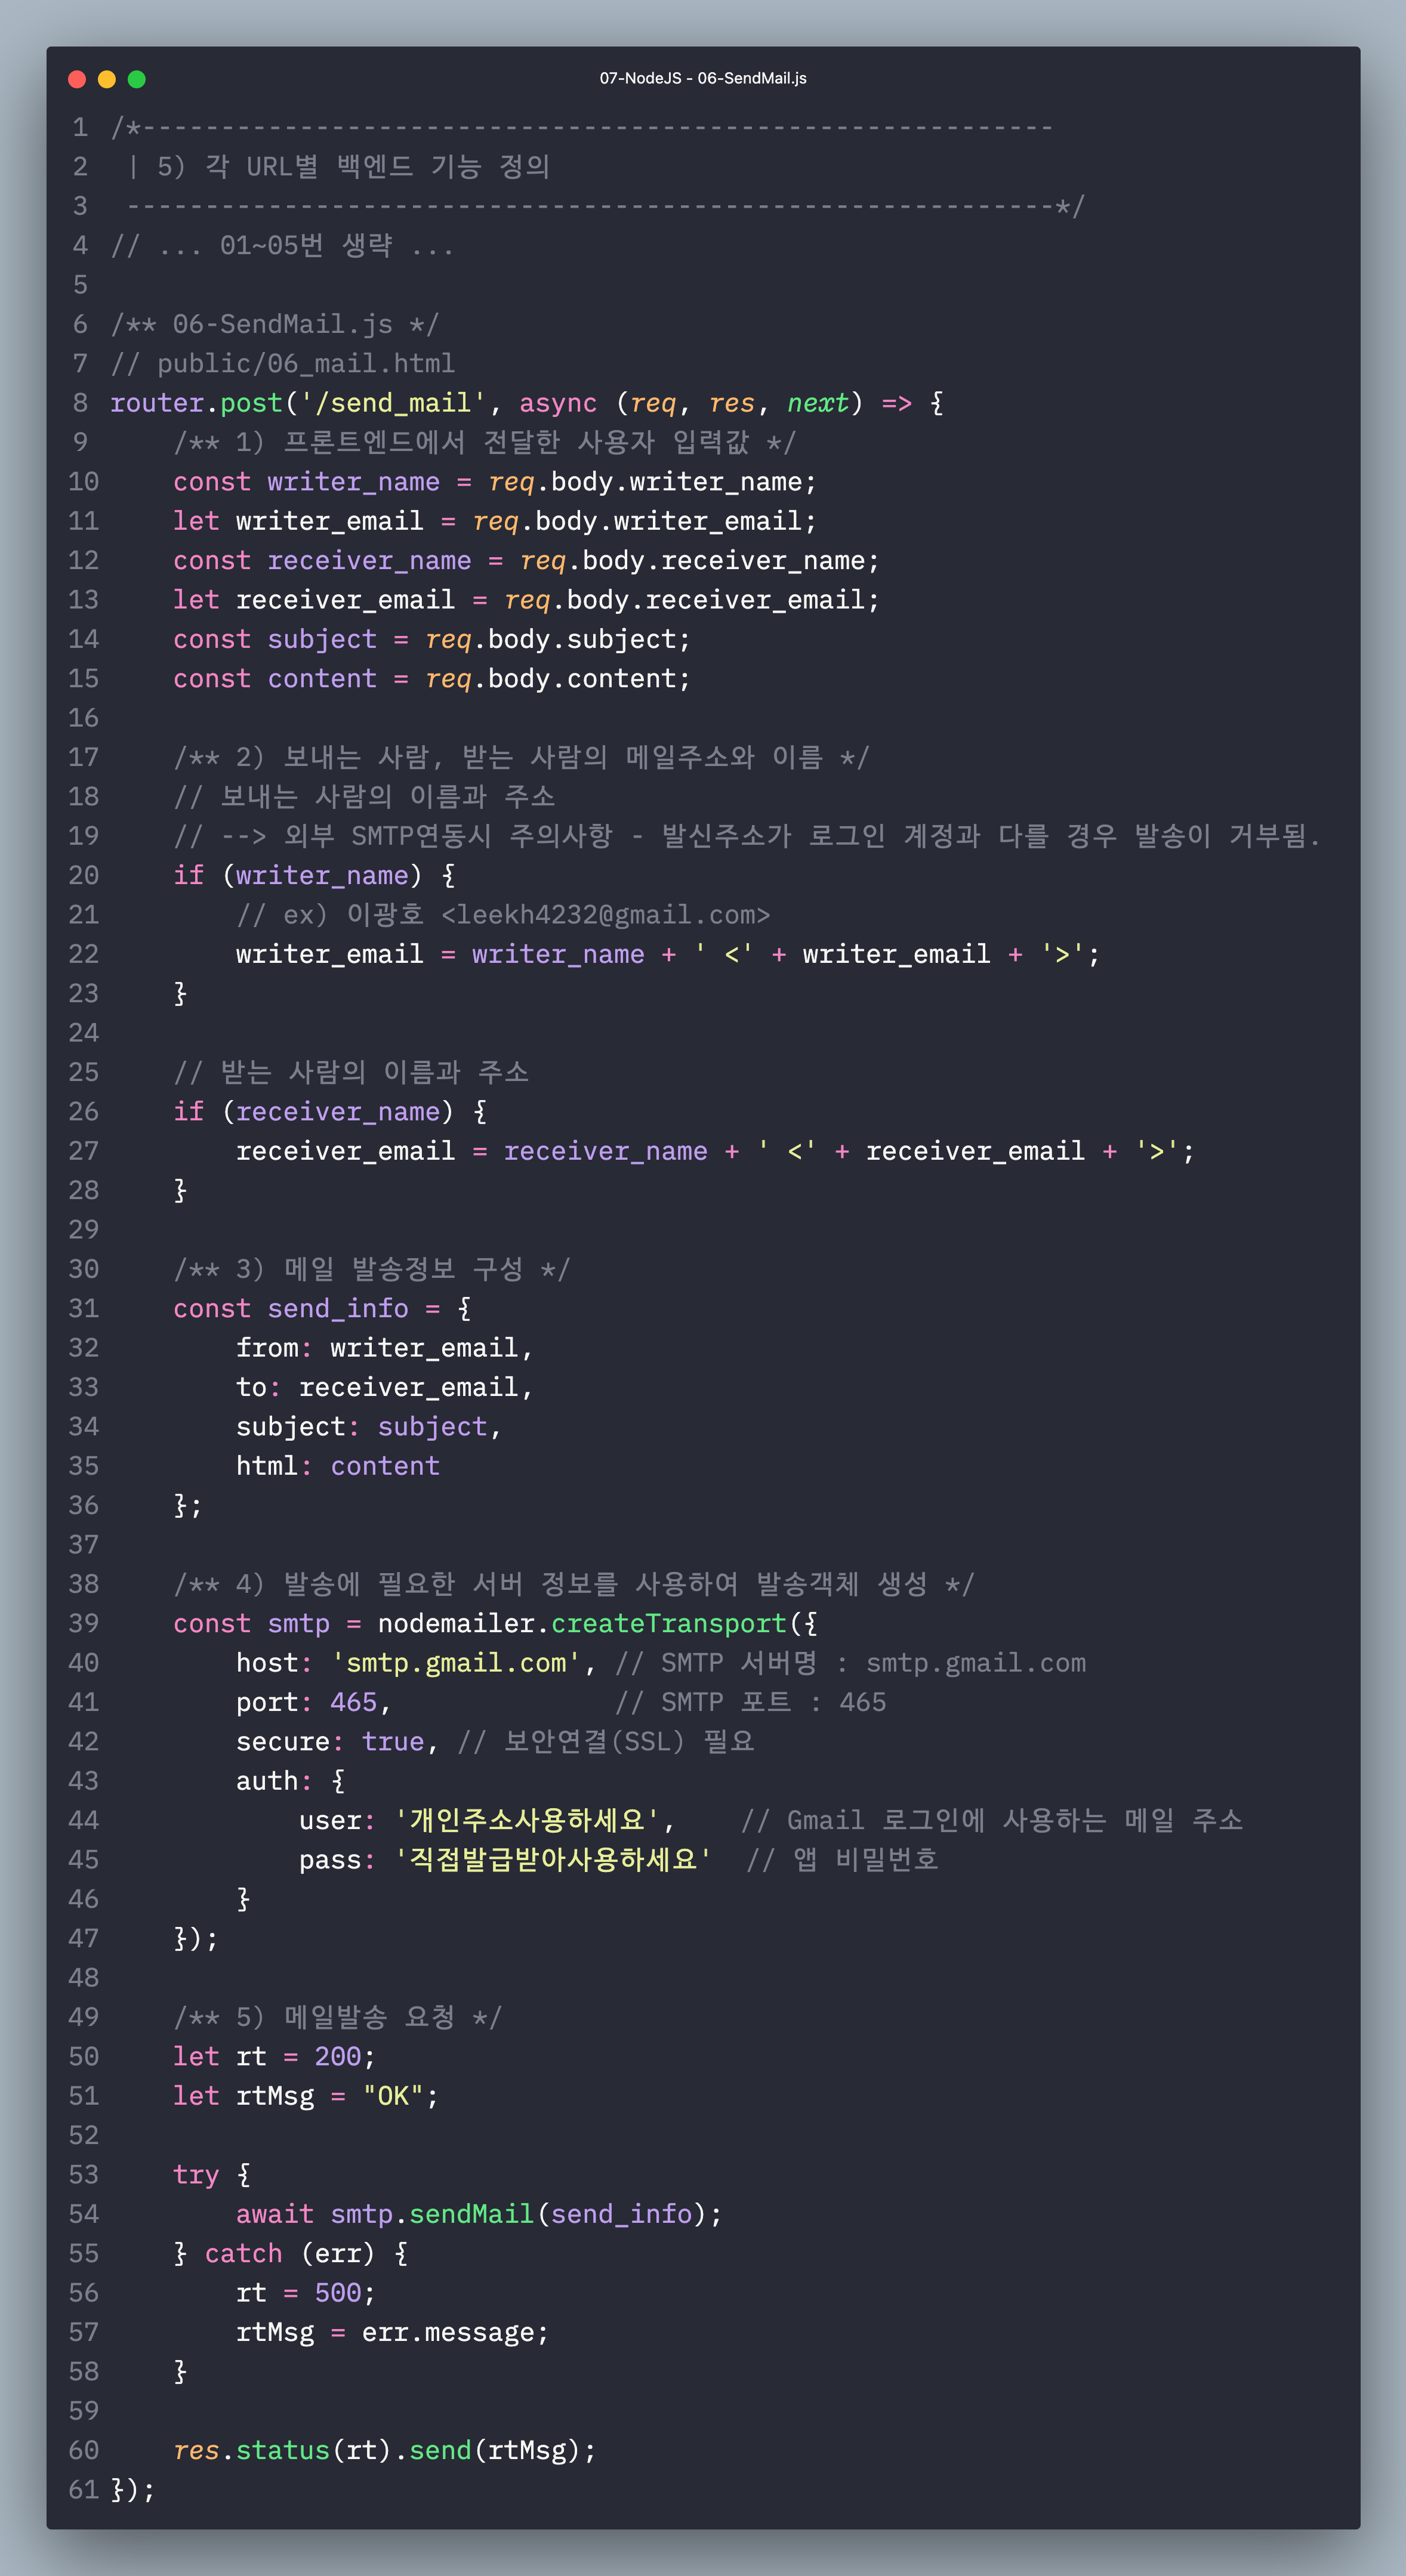 07-NodeJS - 06-SendMail.js
1 /*----------------------------------------------------------
2  | 5) 각 URL별 백엔드 기능 정의
3  -----------------------------------------------------------*/
4 // ... 01~05번 생략 ...
5
6 /** 06-SendMail.js */
7 // public/06_mail.html
8 router.post('/send_mail', async (req, res, next) => {
9     /** 1) 프론트엔드에서 전달한 사용자 입력값 */
10     const writer_name = req.body.writer_name;
11     let writer_email = req.body.writer_email;
12     const receiver_name = req.body.receiver_name;
13     let receiver_email = req.body.receiver_email;
14     const subject = req.body.subject;
15     const content = req.body.content;
16
17     /** 2) 보내는 사람, 받는 사람의 메일주소와 이름 */
18     // 보내는 사람의 이름과 주소
19     // --> 외부 SMTP연동시 주의사항 - 발신주소가 로그인 계정과 다를 경우 발송이 거부됨.
20     if (writer_name) {
21         // ex) 이광호 <leekh4232@gmail.com>
22         writer_email = writer_name + ' <' + writer_email + '>';
23     }
24
25     // 받는 사람의 이름과 주소
26     if (receiver_name) {
27         receiver_email = receiver_name + ' <' + receiver_email + '>';
28     }
29
30     /** 3) 메일 발송정보 구성 */
31     const send_info = {
32         from: writer_email,
33         to: receiver_email,
34         subject: subject,
35         html: content
36     };
37
38     /** 4) 발송에 필요한 서버 정보를 사용하여 발송객체 생성 */
39     const smtp = nodemailer.createTransport({
40         host: 'smtp.gmail.com', // SMTP 서버명 : smtp.gmail.com
41         port: 465,              // SMTP 포트 : 465
42         secure: true, // 보안연결(SSL) 필요
43         auth: {
44             user: '개인주소사용하세요',    // Gmail 로그인에 사용하는 메일 주소
45             pass: '직접발급받아사용하세요'  // 앱 비밀번호
46         }
47     });
48
49     /** 5) 메일발송 요청 */
50     let rt = 200;
51     let rtMsg = "OK";
52
53     try {
54         await smtp.sendMail(send_info);
55     } catch (err) {
56         rt = 500;
57         rtMsg = err.message;
58     }
59
60     res.status(rt).send(rtMsg);
61 });